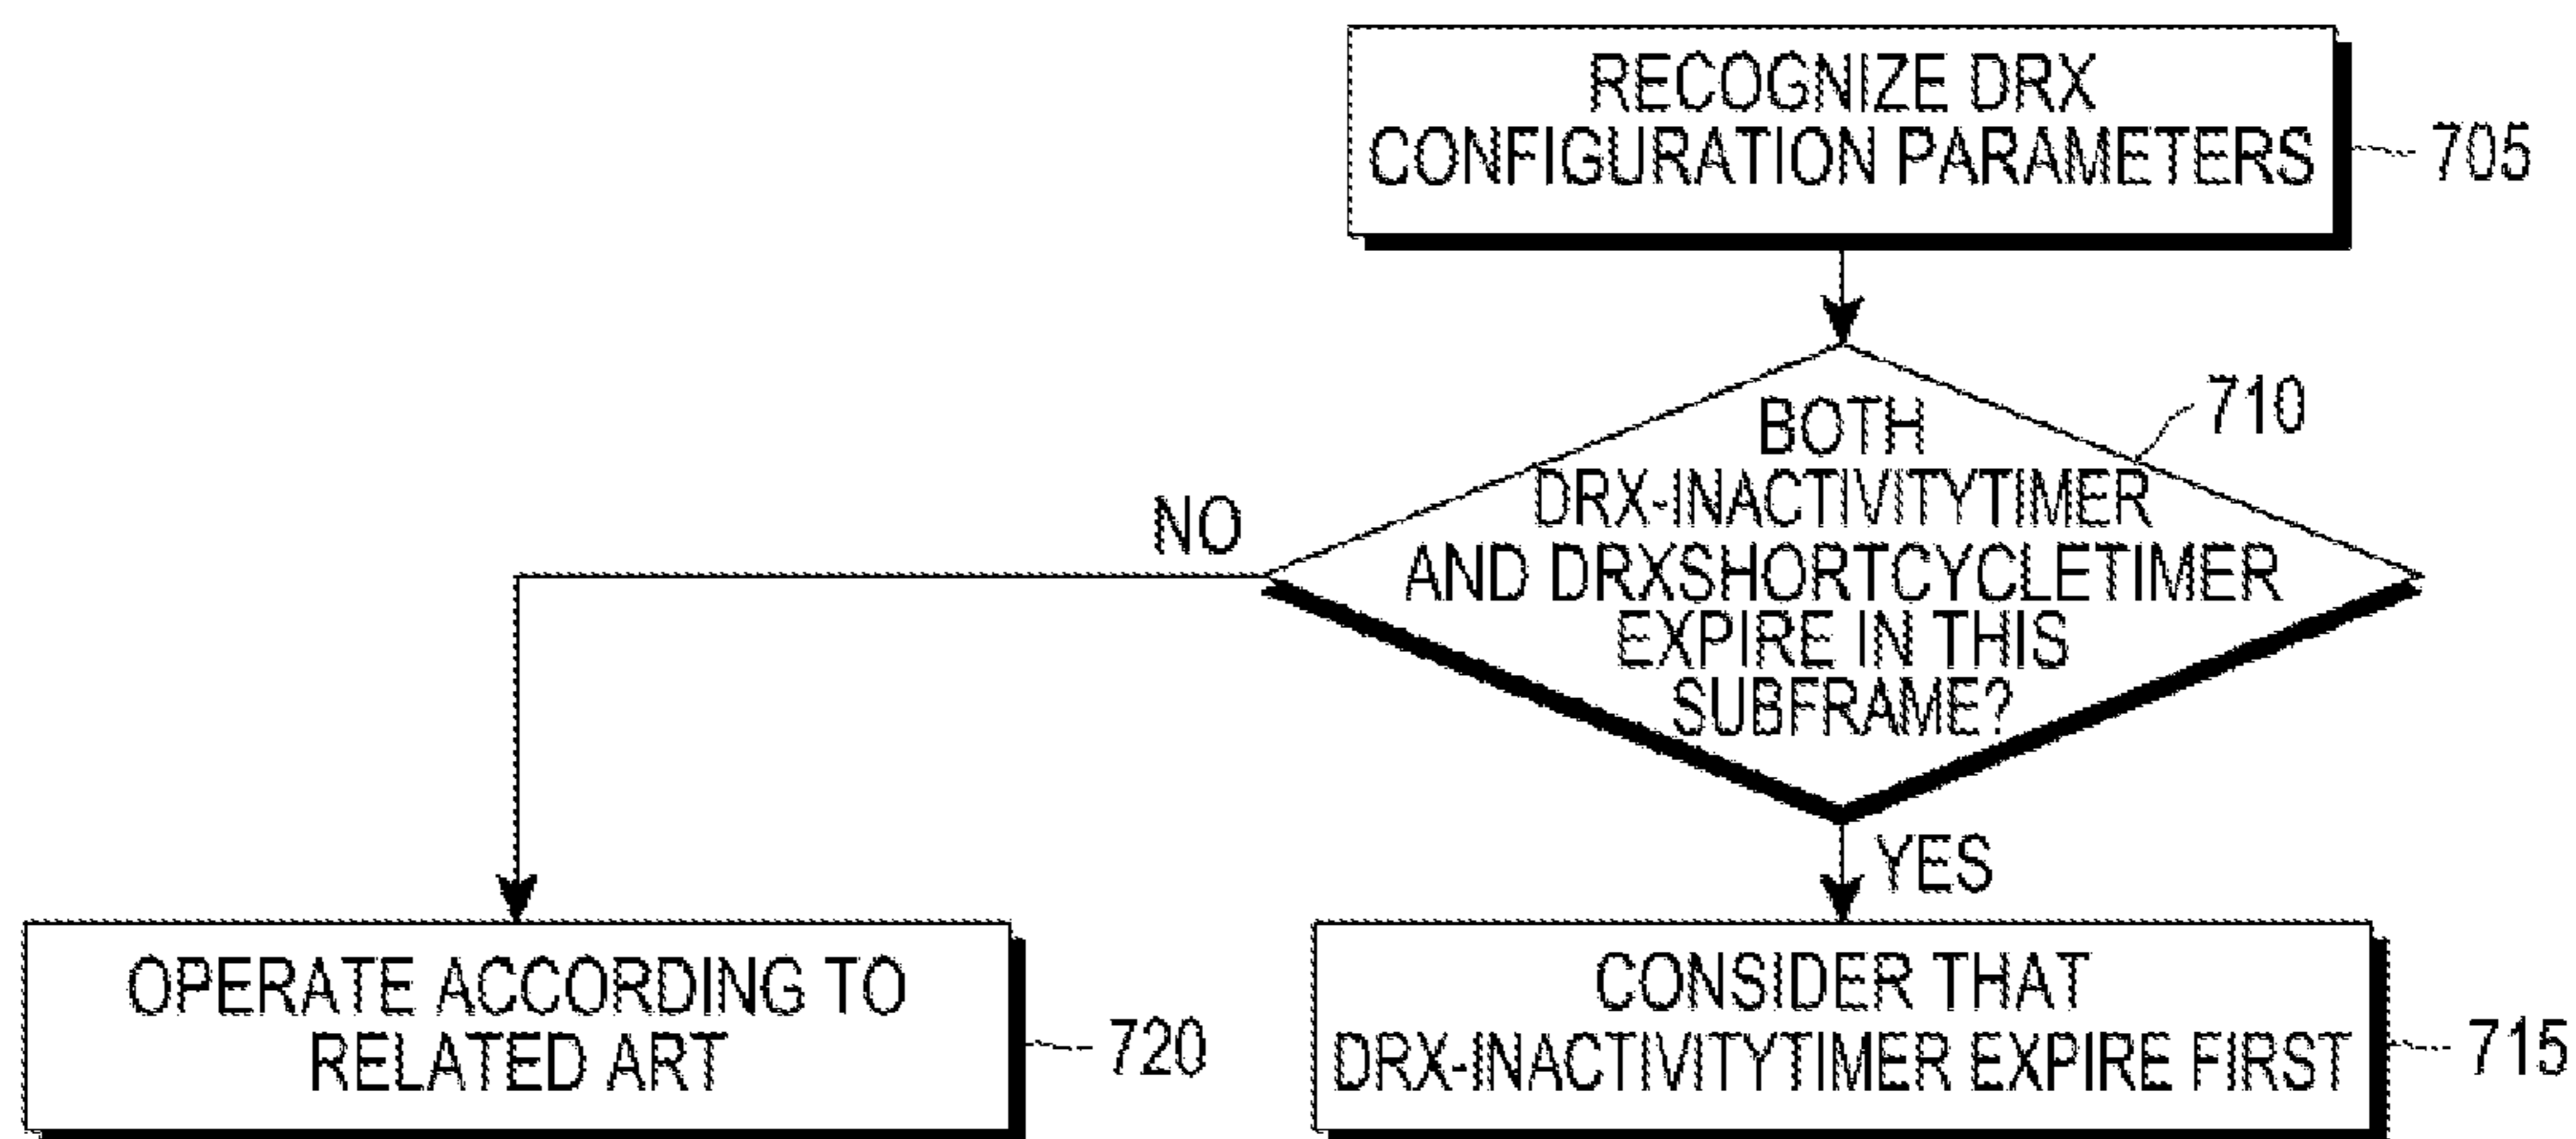 RECOGNIZE DRX
CONFIGURATION PARAMETERS
705
BOTH
DRX-INACTIVITYTIMER
AND DRXSHORTCYCLETIMER
EXPIRE IN THIS
SUBFRAME?
710
NO
YES
OPERATE ACCORDING TO
RELATED ART
720
CONSIDER THAT
DRX-INACTIVITYTIMER EXPIRE FIRST
715